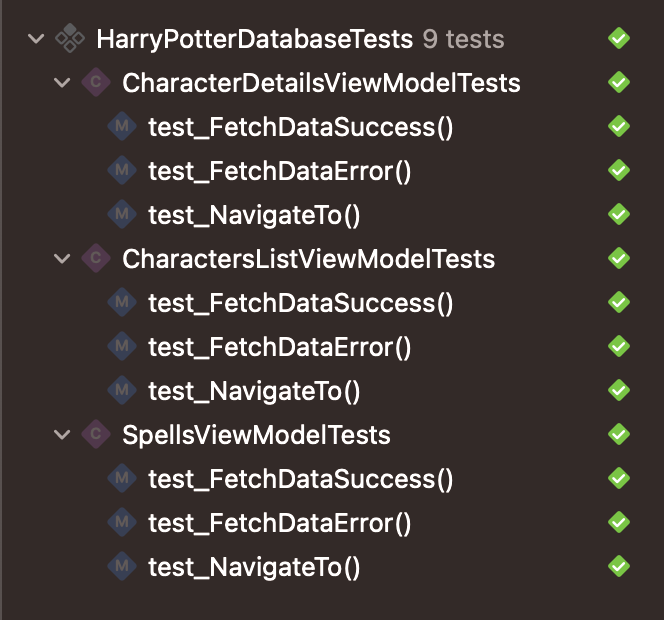 HarryPotterDatabaseTests 9 tests
C CharacterDetailsViewModelTests
M test_FetchDataSuccess()
M test_FetchDataError()
M test_NavigateTo()
C CharactersListViewModelTests
M test_FetchDataSuccess()
M test_FetchDataError()
M test_NavigateTo()
C SpellsViewModelTests
M test_FetchDataSuccess()
M test_FetchDataError()
M test_NavigateTo()